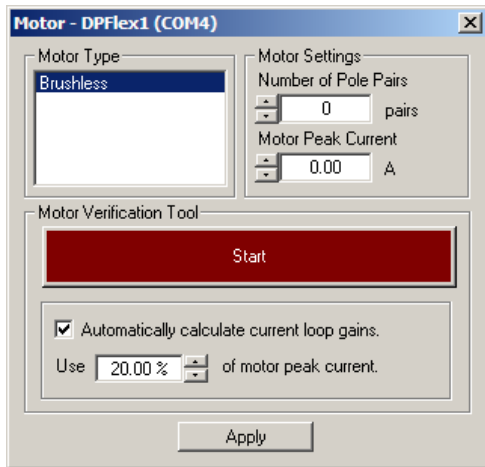 Motor - DPFlex1 (COM4)
Motor Type
Brushless
Motor Settings
Number of Pole Pairs
0 pairs
Motor Peak Current
0.00 A
Motor Verification Tool
Start
Automatically calculate current loop gains.
Use 20.00 % of motor peak current.
Apply